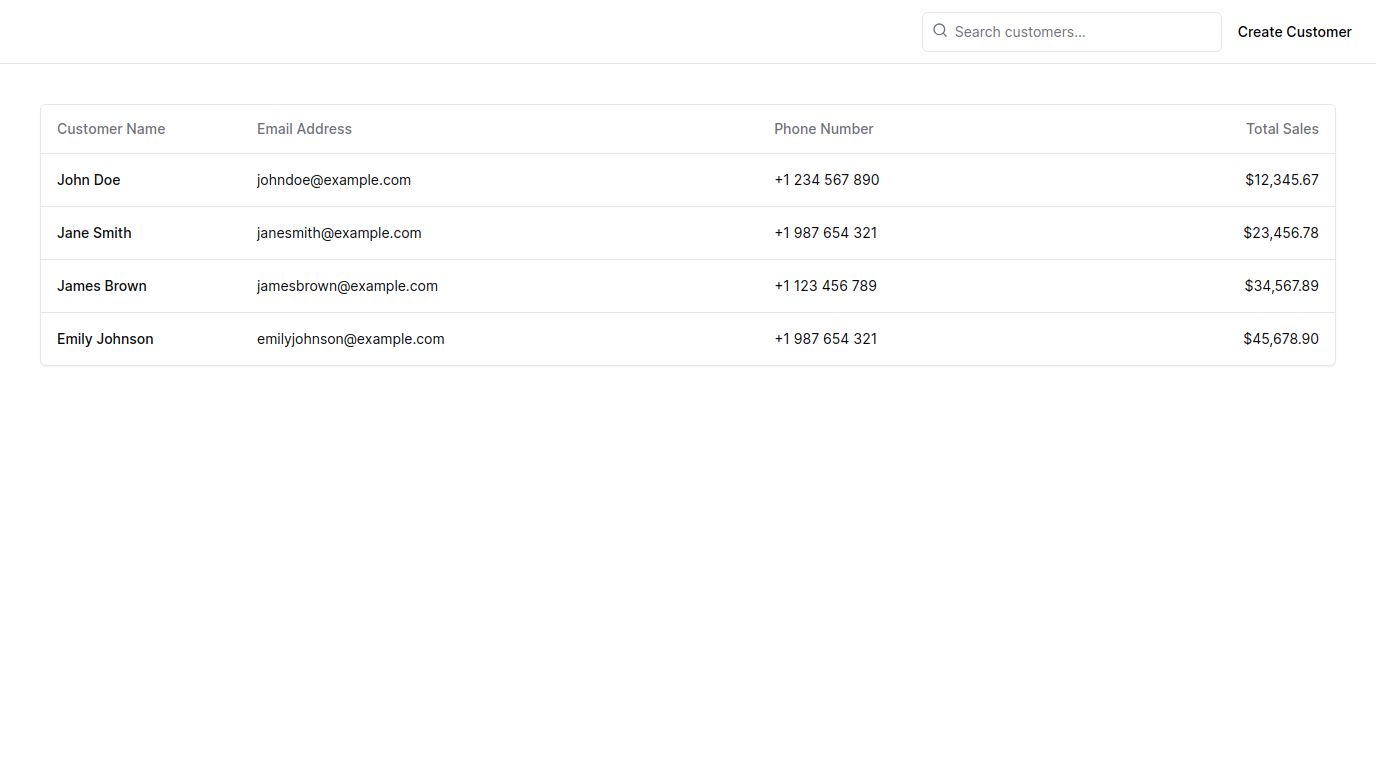 Search customers... Create Customer
Customer Name Email Address Phone Number Total Sales
John Doe johndoe@example.com +1 234 567 890 $12,345.67
Jane Smith janesmith@example.com +1 987 654 321 $23,456.78
James Brown jamesbrown@example.com +1 123 456 789 $34,567.89
Emily Johnson emilyjohnson@example.com +1 987 654 321 $45,678.90